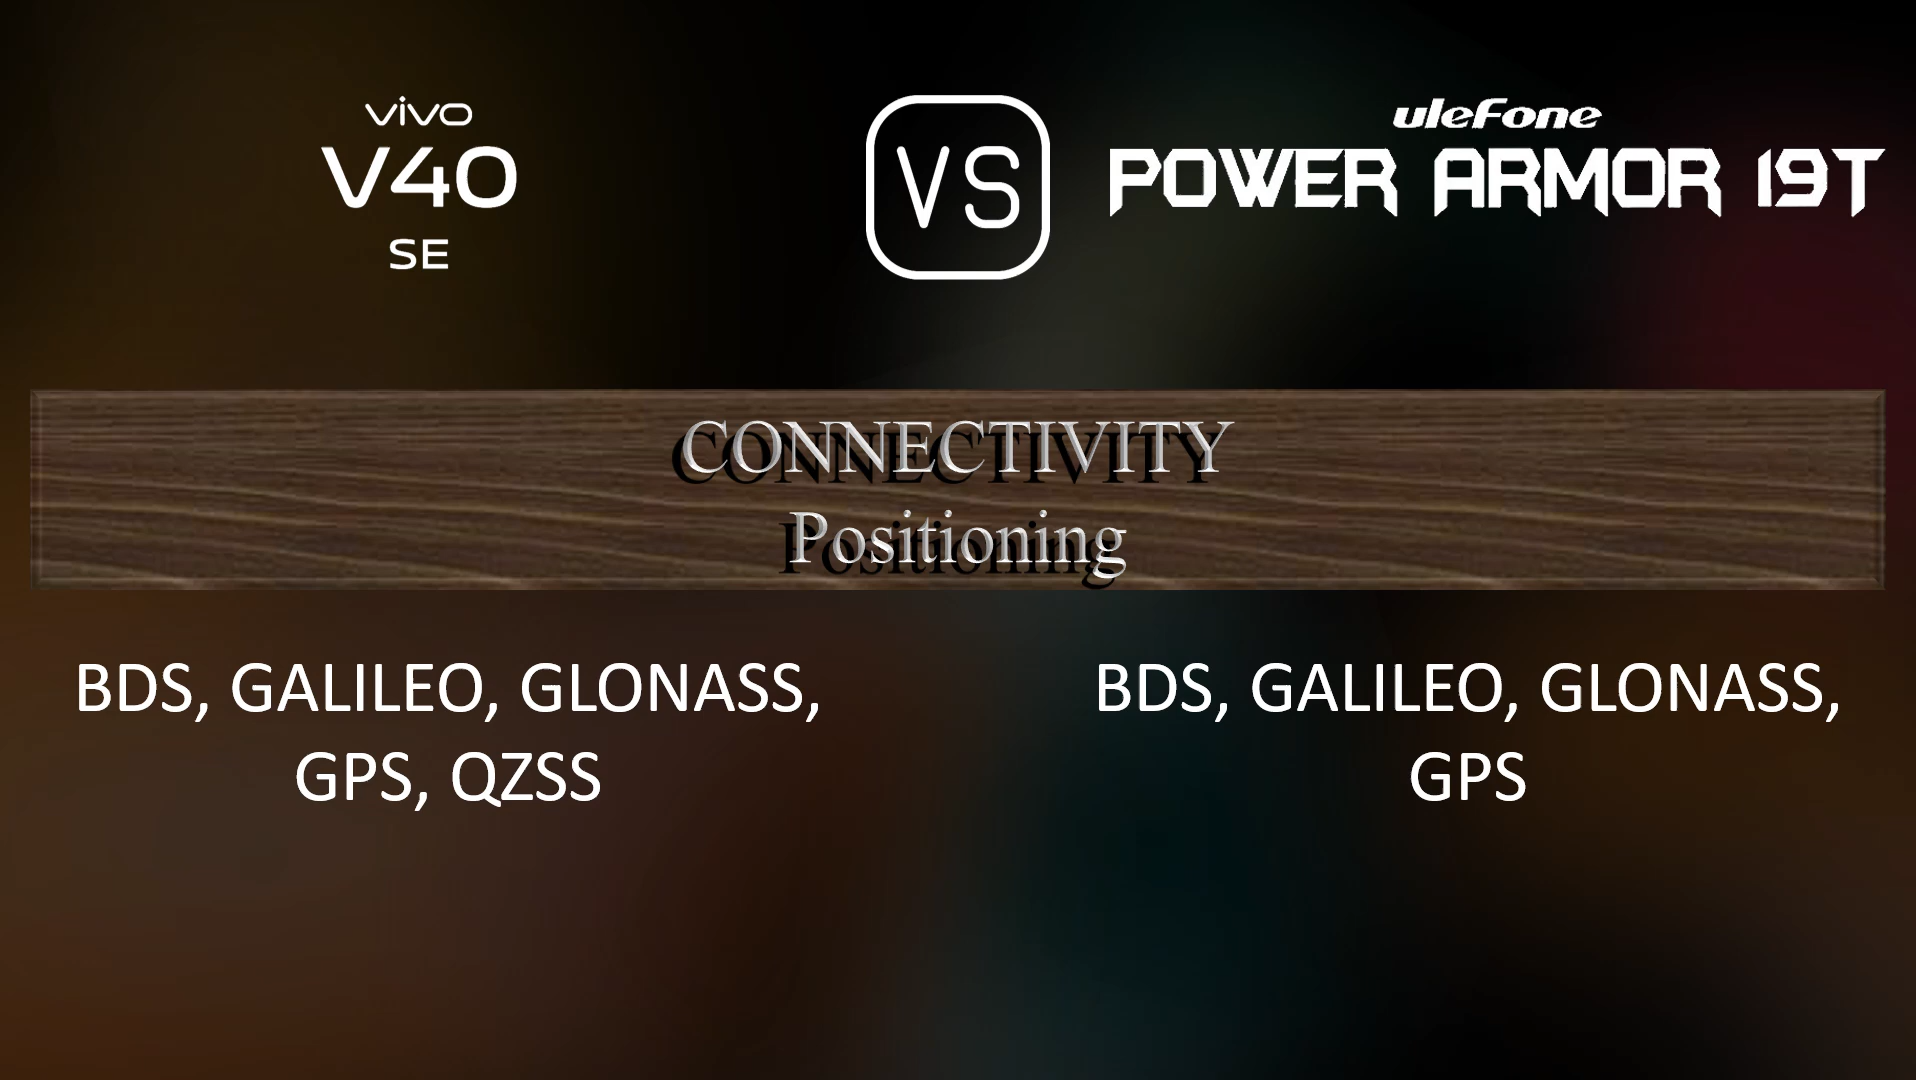 vivo
V40
SE
VS
ulefone
POWER ARMOR 19T
CONNECTIVITY
Positioning
BDS, GALILEO, GLONASS,
GPS, QZSS
BDS, GALILEO, GLONASS,
GPS